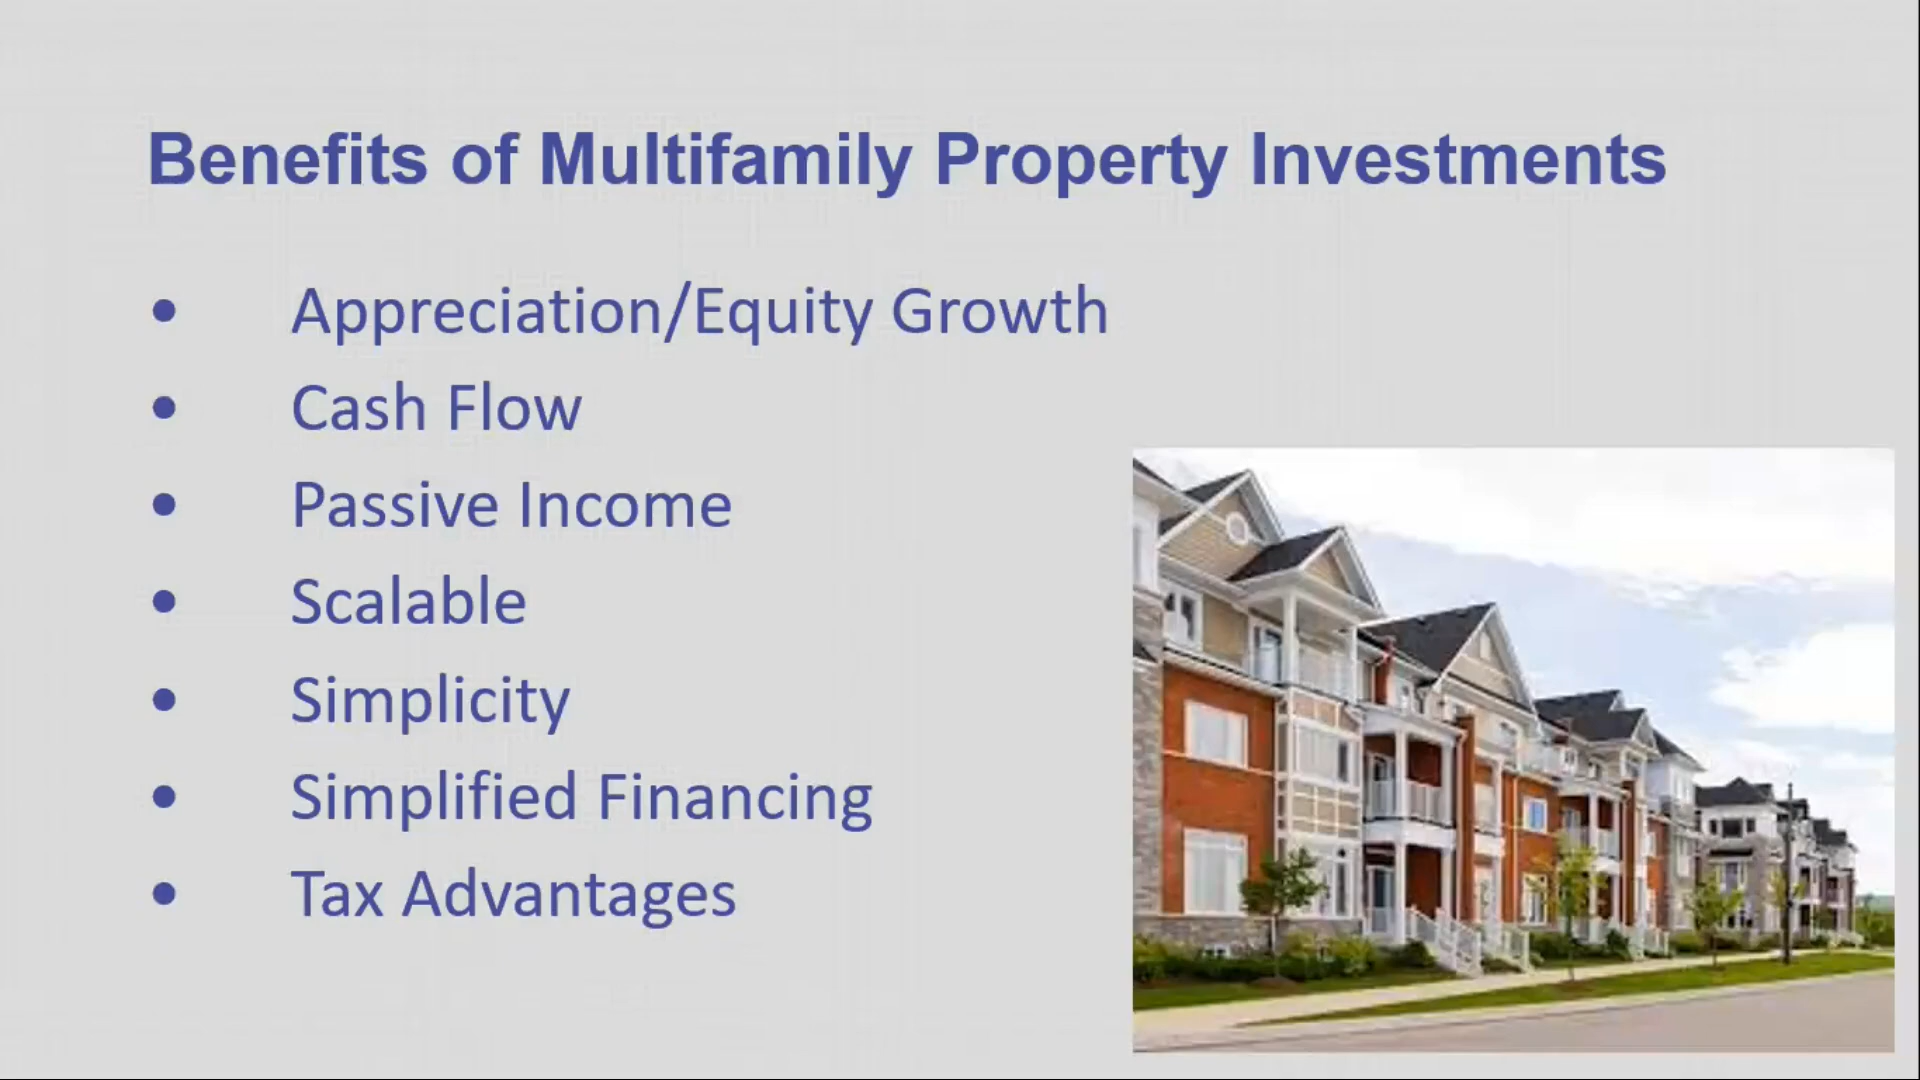 Benefits of Multifamily Property Investments
• Appreciation/Equity Growth
• Cash Flow
• Passive Income
• Scalable
• Simplicity
• Simplified Financing
• Tax Advantages